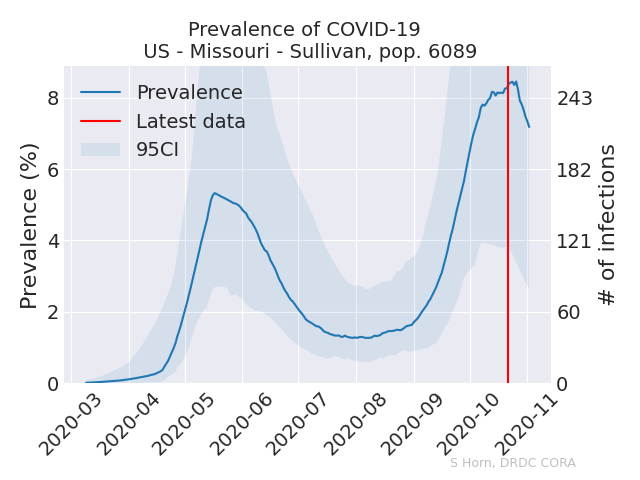 Prevalence of COVID-19
US - Missouri - Sullivan, pop. 6089
Prevalence
Latest data
95CI
Prevalence (%)
8
6
4
2
0
# of infections
243
182
121
60
0
2020-03
2020-04
2020-05
2020-06
2020-07
2020-08
2020-09
2020-10
2020-11
S Horn, DRDC CORA